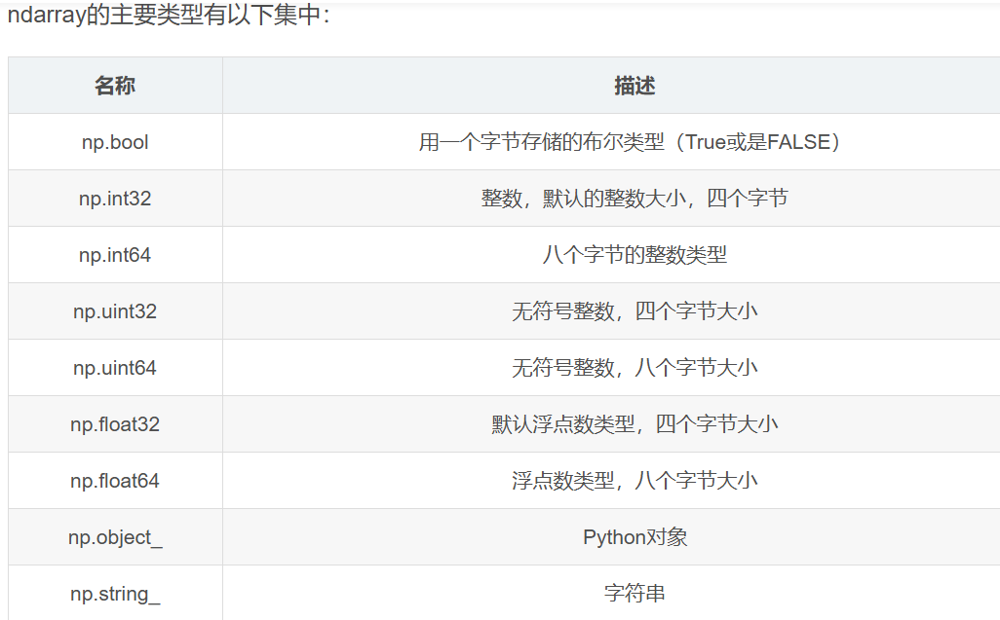 ndarray的主要类型有以下集中：
名称 描述
np.bool 用一个字节存储的布尔类型（True或是FALSE）
np.int32 整数，默认的整数大小，四个字节
np.int64 八个字节的整数类型
np.uint32 无符号整数，四个字节大小
np.uint64 无符号整数，八个字节大小
np.float32 默认浮点数类型，四个字节大小
np.float64 浮点数类型，八个字节大小
np.object_ Python对象
np.string_ 字符串